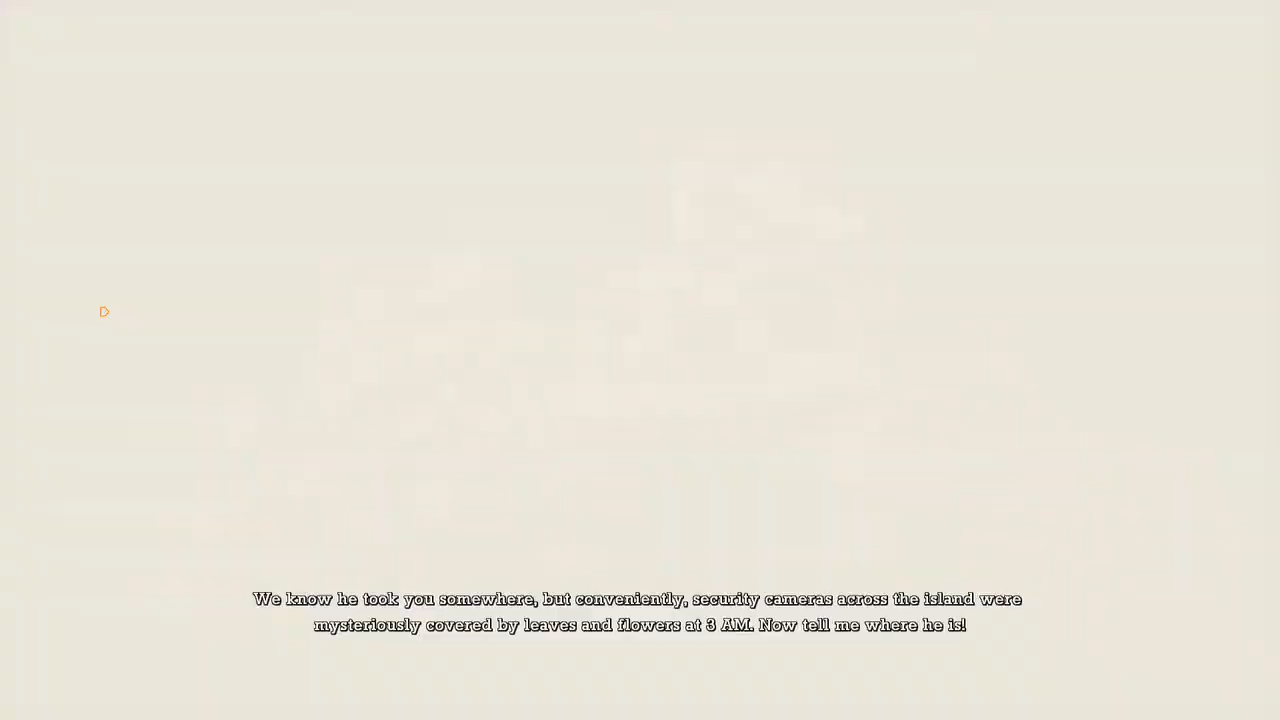 We know he took you somewhere, but conveniently, security cameras across the island were
mysteriously covered by leaves and flowers at 3 AM. Now tell me where he is!